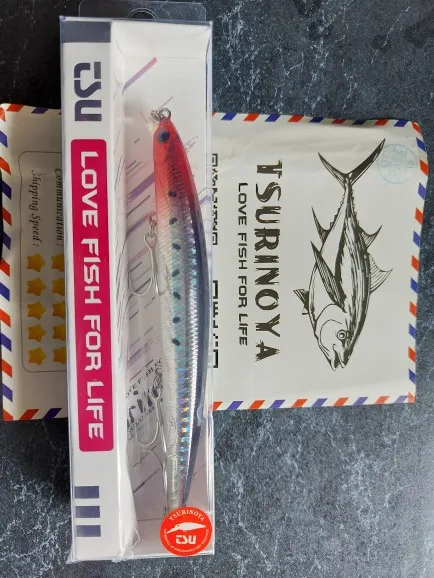 TSU
LOVE FISH FOR LIFE
TSURINOYA
LOVE FISH FOR LIFE
Communication :
Shipping Speed :
TSURINOYA
TSU